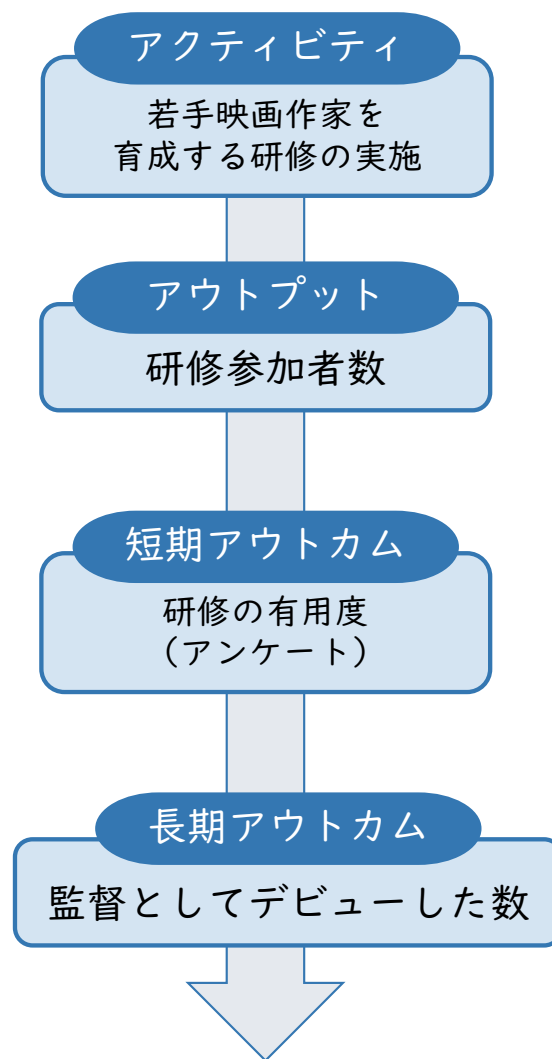 アクティビティ
若手映画作家を
育成する研修の実施
アウトプット
研修参加者数
短期アウトカム
研修の有用度
（アンケート）
長期アウトカム
監督としてデビューした数